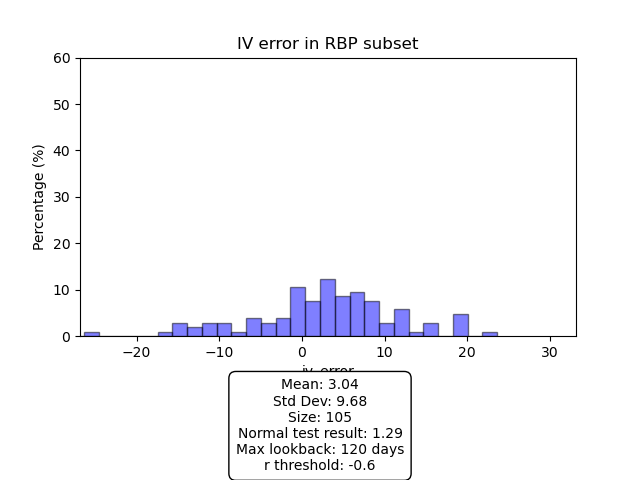 IV error in RBP subset
Percentage (%)
60
50
40
30
20
10
0
−20
−10
0
10
20
30
iv_error
Mean: 3.04
Std Dev: 9.68
Size: 105
Normal test result: 1.29
Max lookback: 120 days
r threshold: -0.6